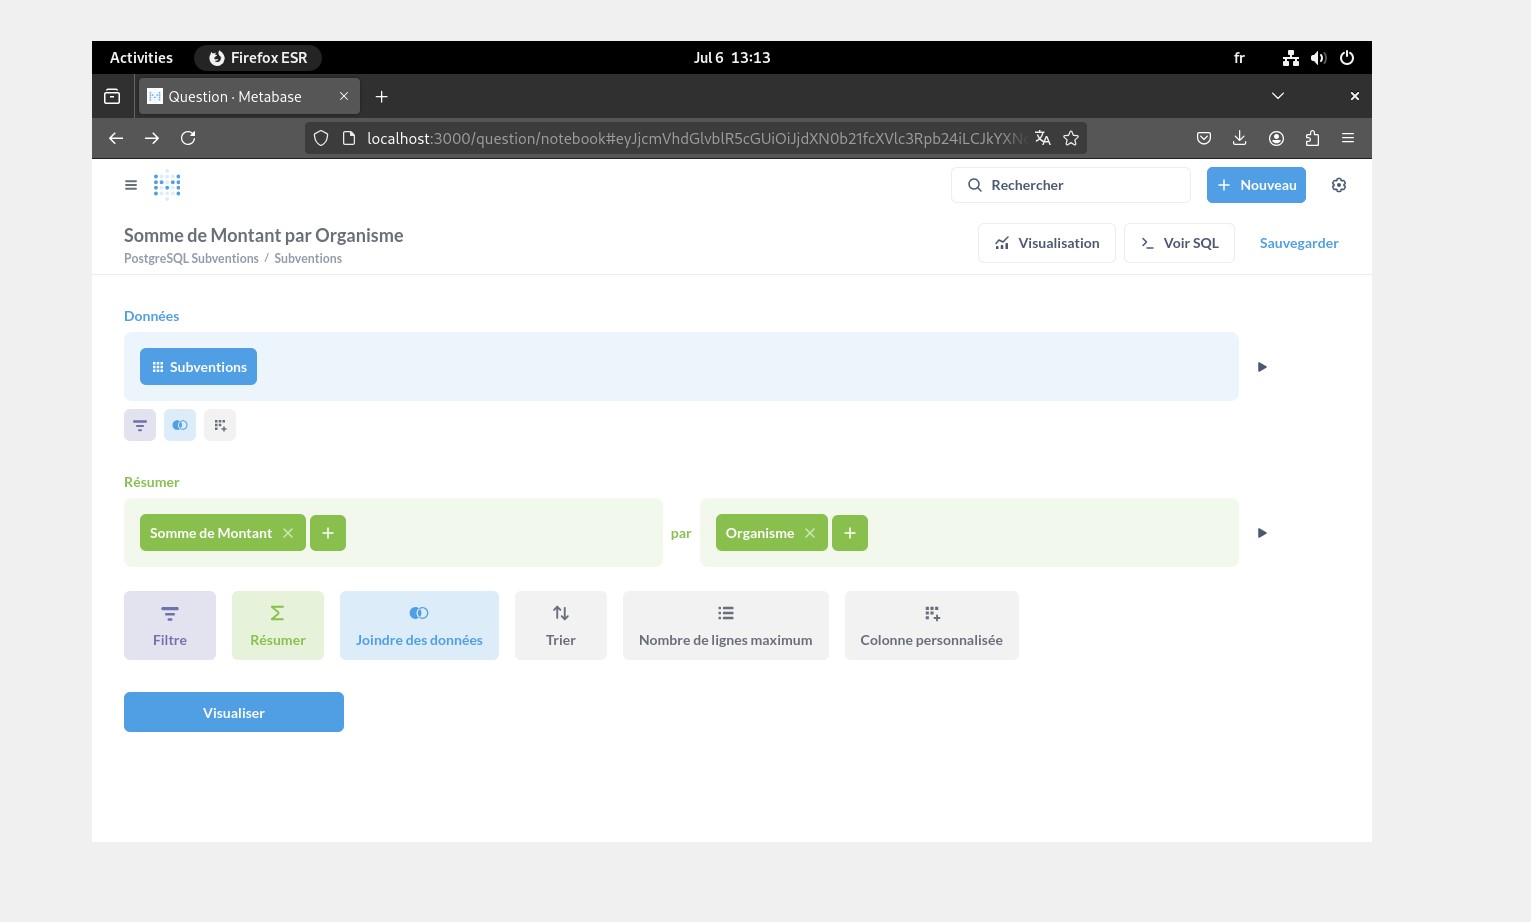 Activities Firefox ESR Jul 6 13:13 fr
Question · Metabase
localhost:3000/question/notebook#eyJjcmVhdGlvblR5cGUiOiJjdXN0b21fcXVlc3Rpb24iLCJkYXN
Rechercher Nouveau
Somme de Montant par Organisme
PostgreSQL Subventions / Subventions
Visualisation Voir SQL Sauvegarder
Données
Subventions
Résumer
Somme de Montant par Organisme
Filtre Résumer Joindre des données Trier Nombre de lignes maximum Colonne personnalisée
Visualiser